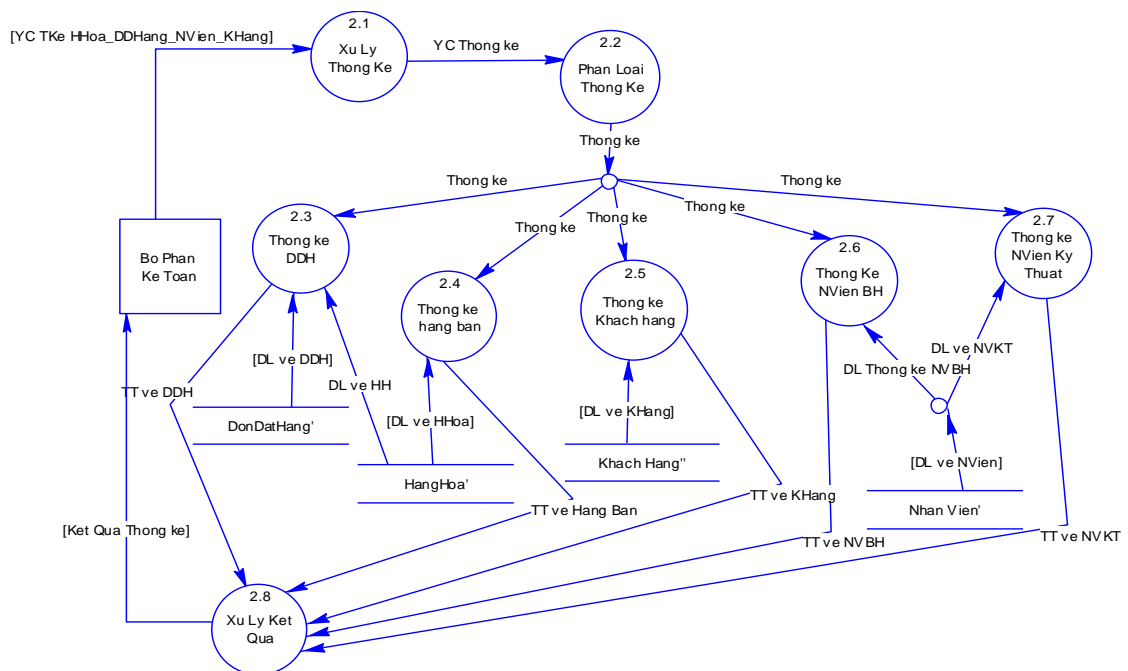 2.1
[YC TKe HHoa_DDHang_NVien_KHang]
Xu Ly
Thong Ke
YC Thong ke
2.2
Phan Loai
Thong Ke
Thong ke
Thong ke
Thong ke
Thong ke
Thong ke
Thong ke
2.3
Thong ke
DDH
2.4
Thong ke
hang ban
2.5
Thong ke
Khach hang
2.6
Thong Ke
NVien BH
2.7
Thong ke
NVien Ky
Thuat
Bo Phan
Ke Toan
[DL ve DDH]
DL ve HH
[DL ve HHoa]
[DL ve KHang]
DL ve NVKT
DL Thong ke NVBH
TT ve DDH
DonDatHang'
HangHoa'
Khach Hang''
[DL ve NVien]
Nhan Vien'
[Ket Qua Thong ke]
TT ve Hang Ban
TT ve KHang
TT ve NVBH
TT ve NVKT
2.8
Xu Ly Ket
Qua